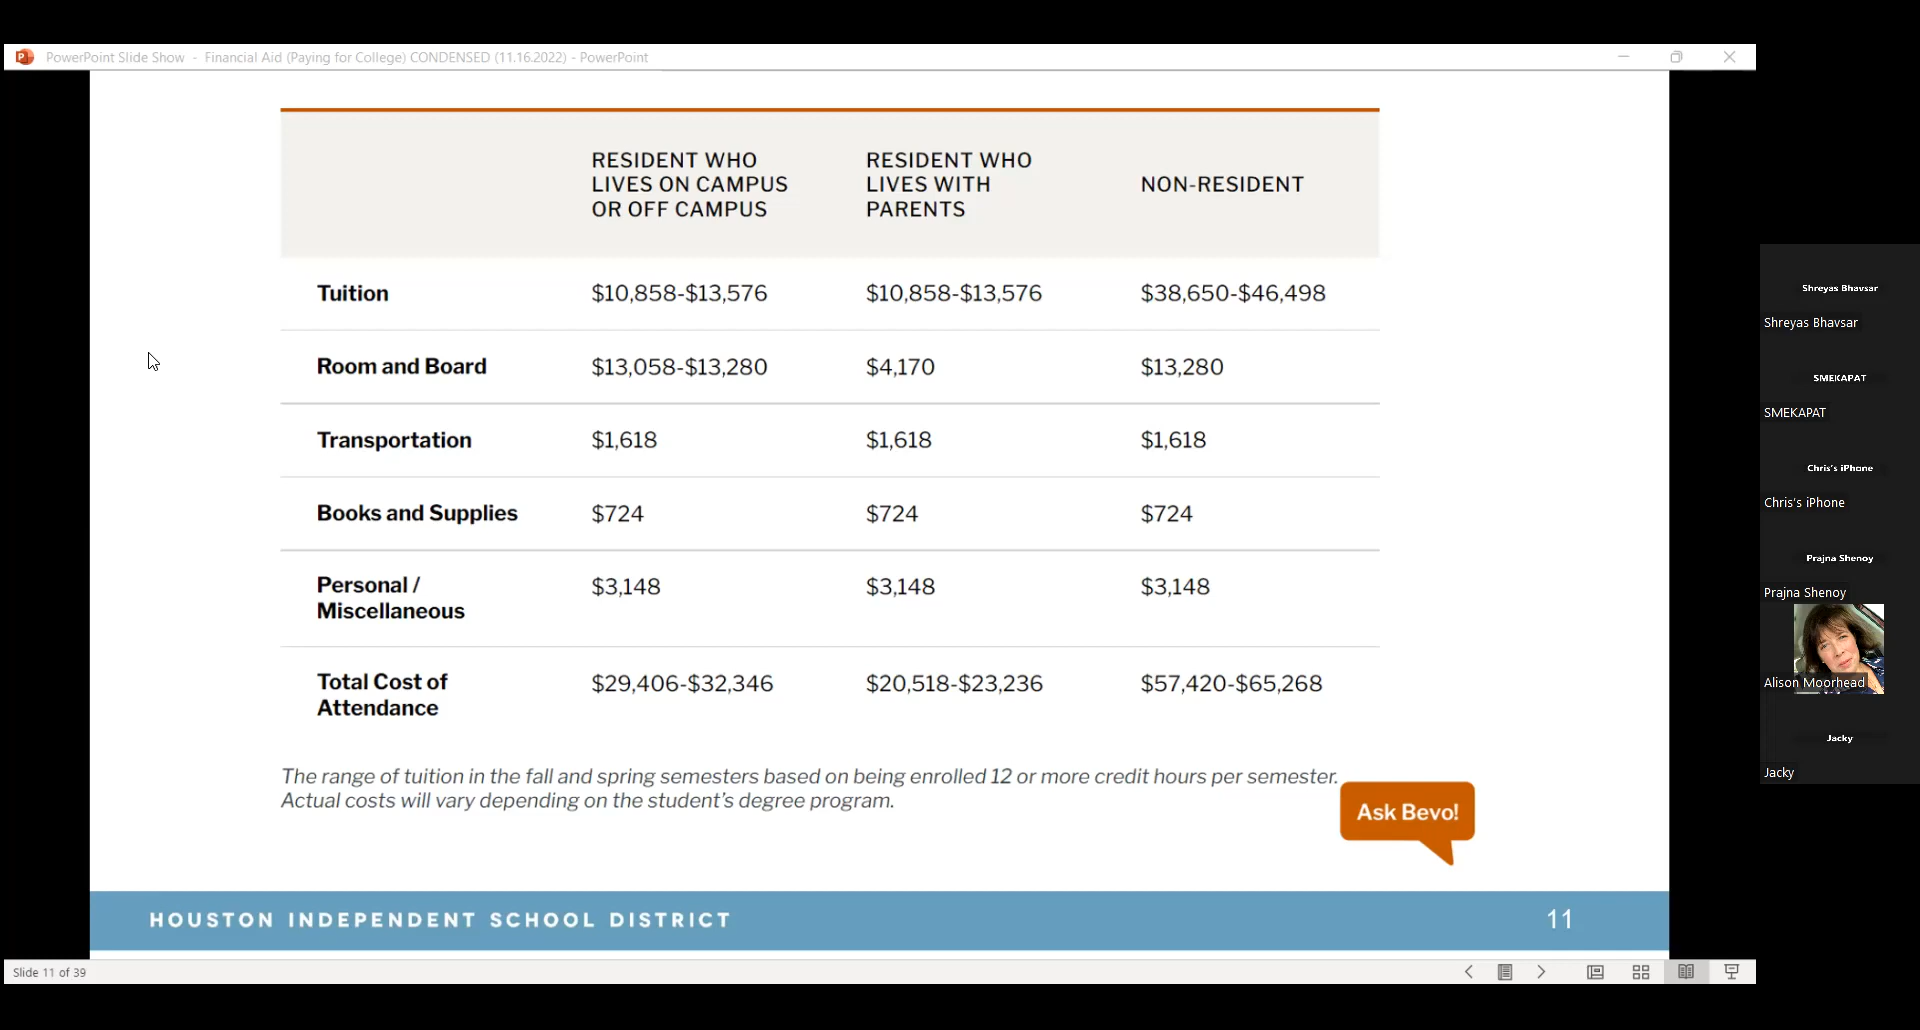 PowerPoint Slide Show - Financial Aid (Paying for College) CONDENSED (11.16.2022) - PowerPoint
RESIDENT WHO LIVES ON CAMPUS OR OFF CAMPUS
RESIDENT WHO LIVES WITH PARENTS
NON-RESIDENT
Tuition $10,858-$13,576 $10,858-$13,576 $38,650-$46,498
Room and Board $13,058-$13,280 $4,170 $13,280
Transportation $1,618 $1,618 $1,618
Books and Supplies $724 $724 $724
Personal / Miscellaneous $3,148 $3,148 $3,148
Total Cost of Attendance $29,406-$32,346 $20,518-$23,236 $57,420-$65,268
The range of tuition in the fall and spring semesters based on being enrolled 12 or more credit hours per semester.
Actual costs will vary depending on the student's degree program.
Ask Bevo!
HOUSTON INDEPENDENT SCHOOL DISTRICT 11
Slide 11 of 39
Shreyas Bhavsar
Shreyas Bhavsar
SMEKAPAT
SMEKAPAT
Chris's iPhone
Chris's iPhone
Prajna Shenoy
Prajna Shenoy
Alison Moorhead
Jacky
Jacky